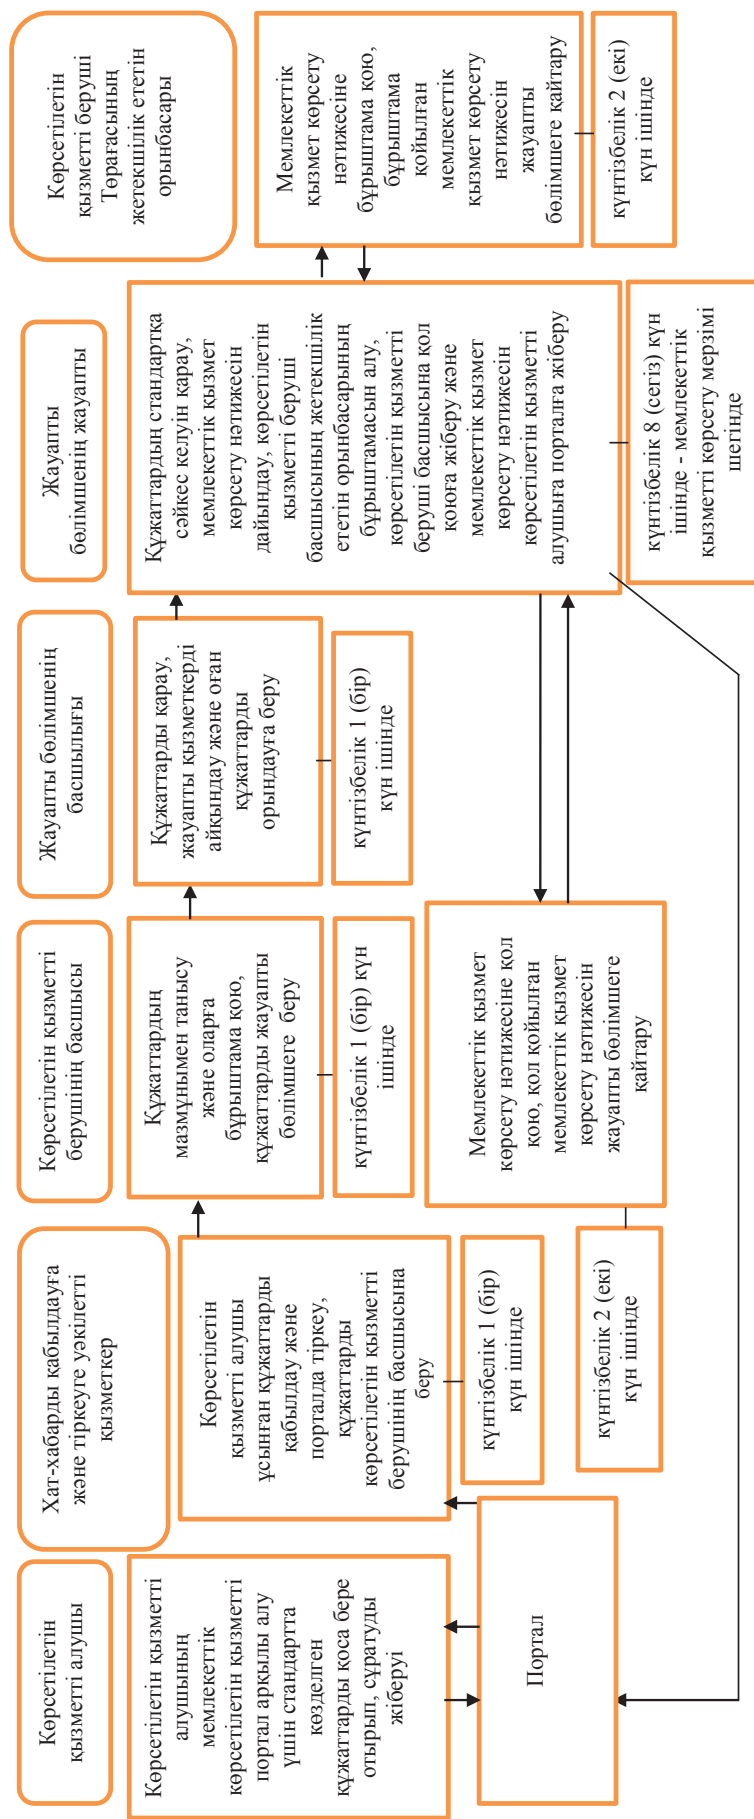 Көрсетілетін
қызметті алушы
Хат-хабарды қабылдауға
және тіркеуге уәкілетті
қызметкер
Көрсетілетін қызметті
берушінің басшысы
Жауапты бөлімшенің
басшылығы
Жауапты
бөлімшенің жауапты
Көрсетілетін
қызметті беруші
Төрағасының
жетекшілік ететін
орынбасары
Көрсетілетін қызметті
алушының
мемлекеттік
көрсетілетін қызметті
портал арқылы алу
үшін стандартта
көзделген
құжаттарды қоса бере
отырып, сұратуды
жіберуі
Көрсетілетін
қызметті алушы
ұсынған құжаттарды
қабылдау және
порталда тіркеу,
құжаттарды
көрсетілетін қызметті
берушінің басшысына
беру
Құжаттардың
мазмұнымен танысу
және оларға
бұрыштама қою,
құжаттарды жауапты
бөлімшеге беру
Құжаттарды қарау,
жауапты қызметкерді
айқындау және оған
құжаттарды
орындауға беру
Құжаттардың стандартқа
сәйкес келуін қарау,
мемлекеттік қызмет
көрсету нәтижесін
дайындау, көрсетілетін
қызметті беруші
басшысының жетекшілік
ететін орынбасарының
бұрыштамасын алу,
көрсетілетін қызметті
беруші басшысына қол
қоюға жіберу және
мемлекеттік қызмет
көрсету нәтижесін
көрсетілетін қызметті
алушыға порталға жіберу
Мемлекеттік
қызмет көрсету
нәтижесіне
бұрыштама қою,
бұрыштама
қойылған
мемлекеттік
қызмет көрсету
нәтижесін
жауапты
бөлімшеге қайтару
күнтізбелік 1 (бір)
күн ішінде
күнтізбелік 1 (бір) күн
ішінде
күнтізбелік 1 (бір)
күн ішінде
күнтізбелік 8 (сегіз) күн
ішінде - мемлекеттік
қызметті көрсету мерзімі
шегінде
күнтізбелік 2 (екі)
күн ішінде
Мемлекеттік қызмет
көрсету нәтижесіне қол
қою, қол қойылған
мемлекеттік қызмет
көрсету нәтижесін
жауапты бөлімшеге
қайтару
күнтізбелік 2 (екі)
күн ішінде
Портал